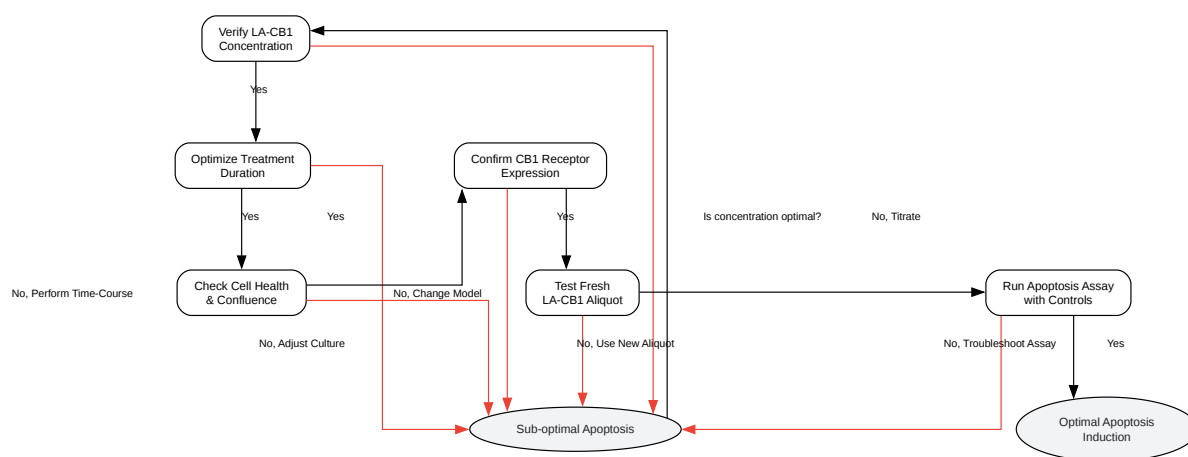 Verify LA-CB1
Concentration
Yes
Optimize Treatment
Duration
Confirm CB1 Receptor
Expression
Yes
Yes
Yes
Is concentration optimal?
No, Titrate
No, Perform Time-Course
Check Cell Health
& Confluence
No, Change Model
Test Fresh
LA-CB1 Aliquot
Run Apoptosis Assay
with Controls
No, Adjust Culture
No, Use New Aliquot
No, Troubleshoot Assay
Yes
Sub-optimal Apoptosis
Optimal Apoptosis
Induction